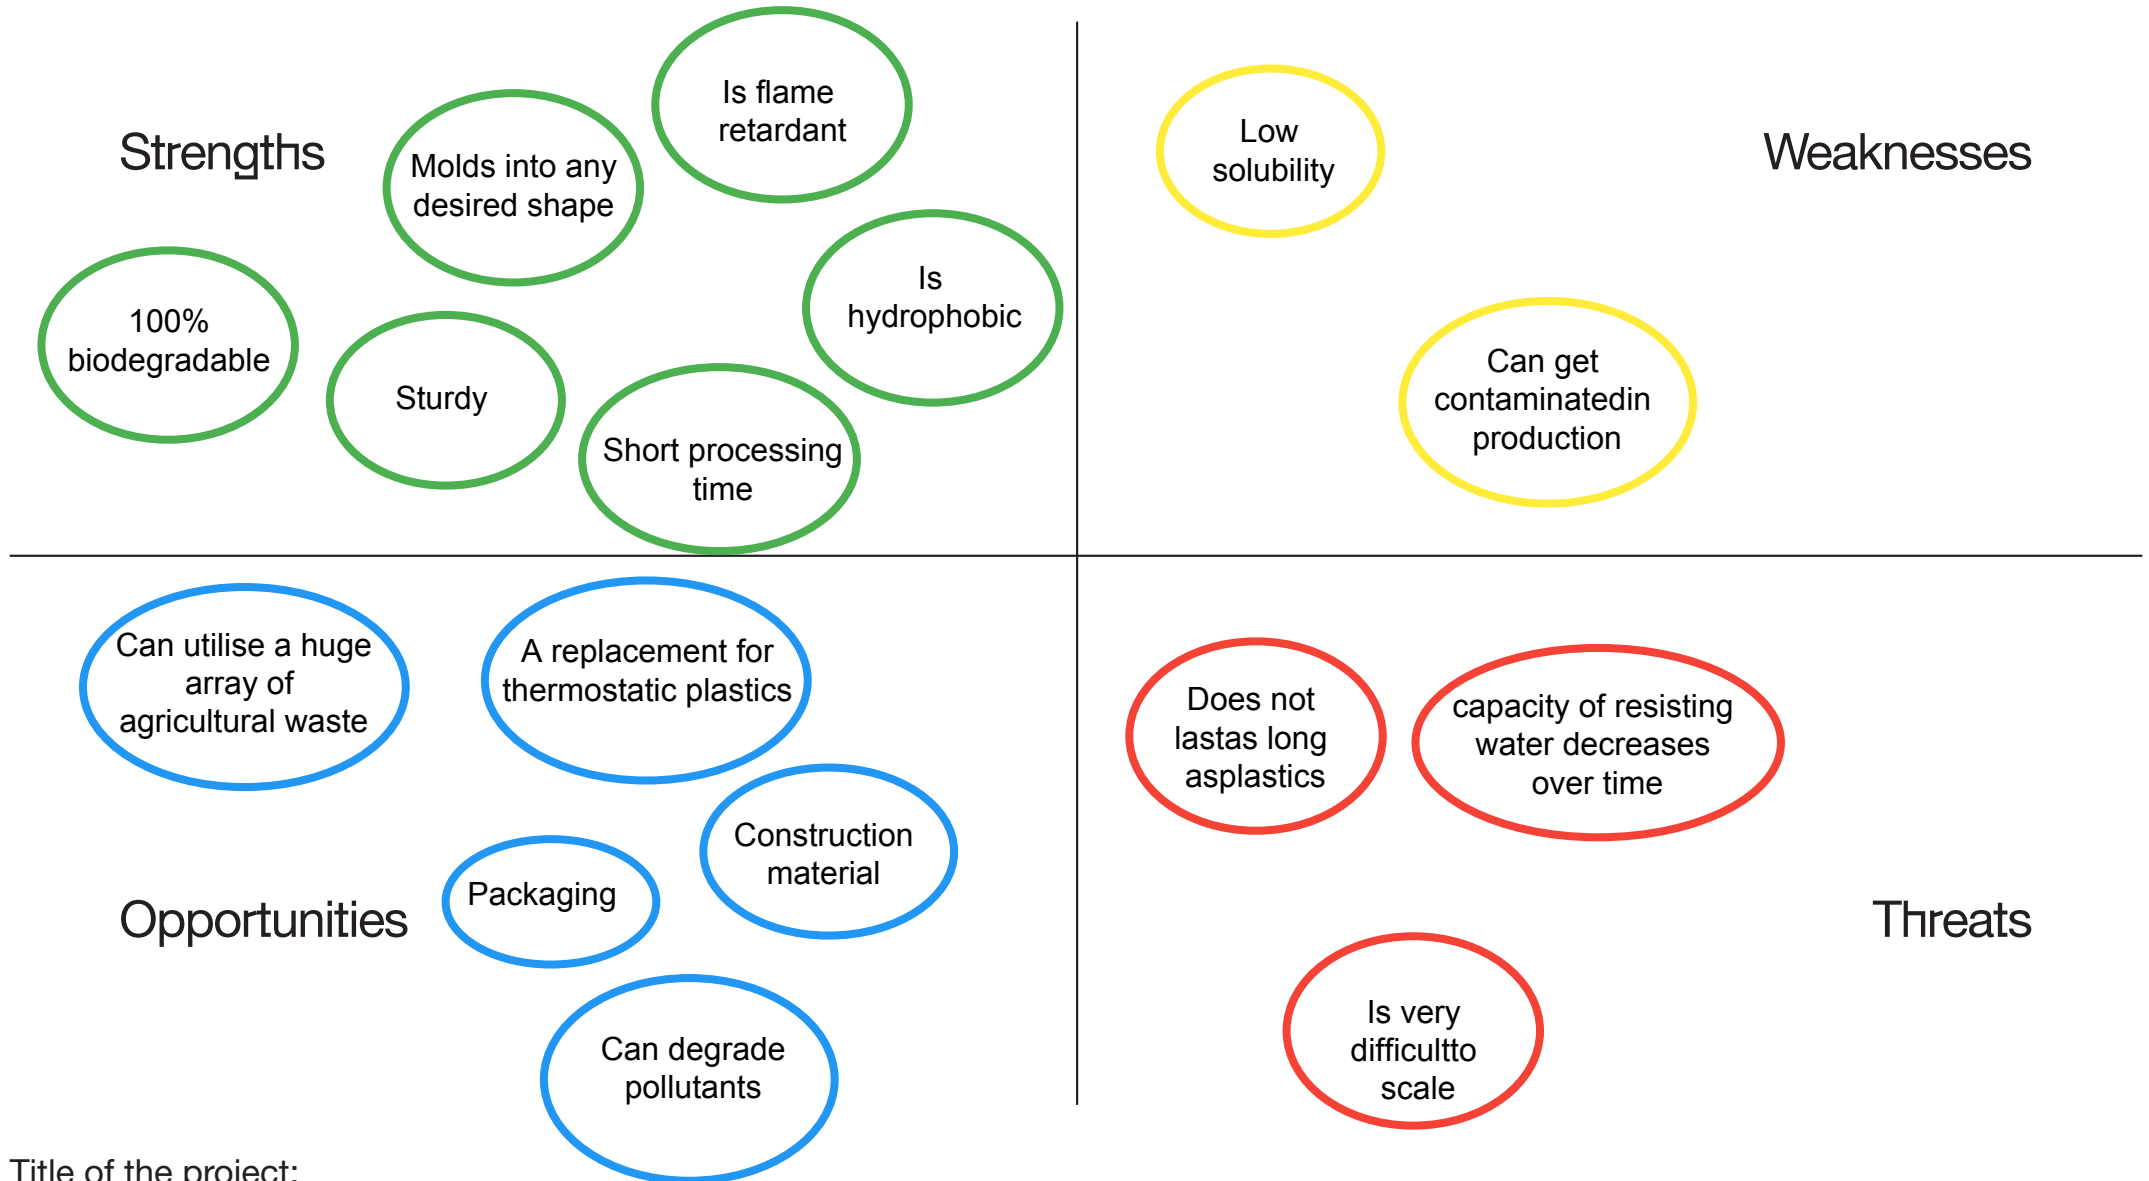 Strengths
Is flame
retardant
Molds into any
desired shape
Is
hydrophobic
100%
biodegradable
Sturdy
Short processing
time
Weaknesses
Low
solubility
Can get
contaminatedin
production
Opportunities
Can utilise a huge
array of
agricultural waste
A replacement for
thermostatic plastics
Construction
material
Packaging
Can degrade
pollutants
Threats
Does not
lastas long
asplastics
capacity of resisting
water decreases
over time
Is very
difficultto
scale
Title of the project: